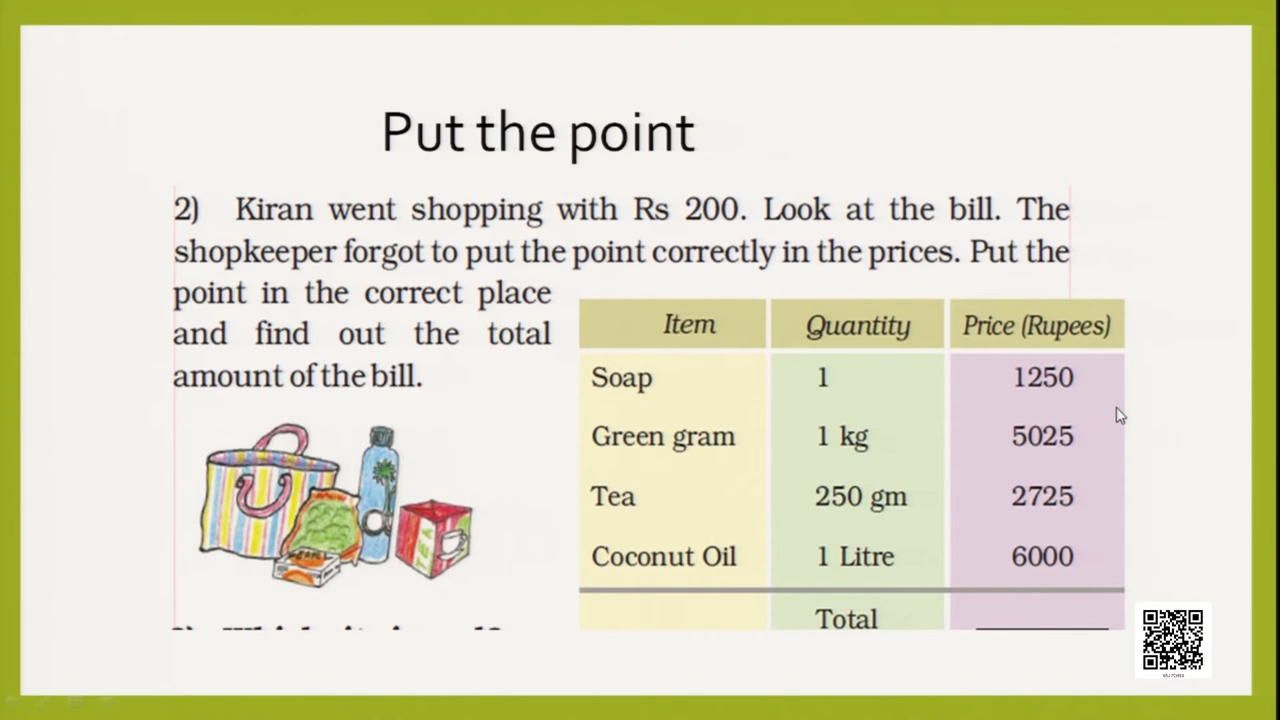 Put the point
2) Kiran went shopping with Rs 200. Look at the bill. The
shopkeeper forgot to put the point correctly in the prices. Put the
point in the correct place
and find out the total
amount of the bill.
Item Quantity Price (Rupees)
Soap 1 1250
Green gram 1 kg 5025
Tea 250 gm 2725
Coconut Oil 1 Litre 6000
Total
TEA